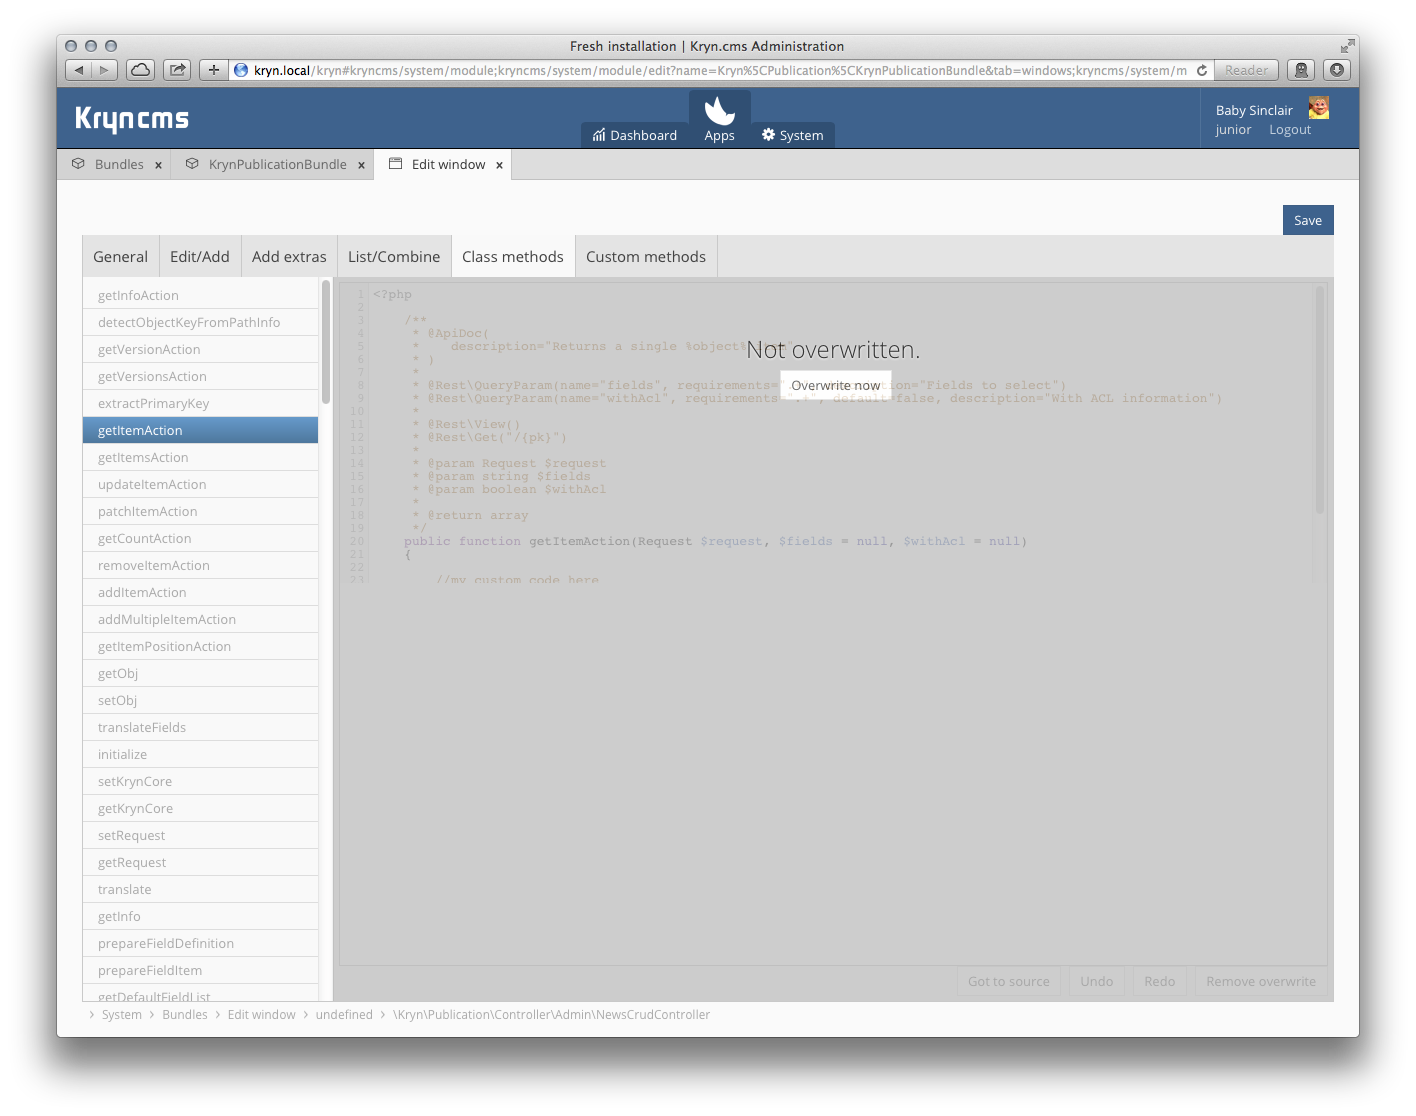 Fresh installation | Kryn.cms Administration
kryn.local/kryn#kryncms/system/module;kryncms/system/module/edit?name=Kryn%5CPublication%5CKrynPublicationBundle&tab=windows;kryncms/system/m
Reader
Kryncms
Dashboard
Apps
System
Baby Sinclair
junior Logout
Bundles x
KrynPublicationBundle x
Edit window x
Save
General
Edit/Add
Add extras
List/Combine
Class methods
Custom methods
getInfoAction
detectObjectKeyFromPathInfo
getVersionAction
getVersionsAction
extractPrimaryKey
getItemAction
getItemsAction
updateItemAction
patchItemAction
getCountAction
removeItemAction
addItemAction
addMultipleItemAction
getItemPositionAction
getObj
setObj
translateFields
initialize
setKrynCore
getKrynCore
setRequest
getRequest
translate
getInfo
prepareFieldDefinition
prepareFieldItem
getDefaultFieldList
1 <?php
2
3 /**
4 * @ApiDoc(
5 * description="Returns a single %object%
6 * )
7 *
8 * @Rest\QueryParam(name="fields", requirements=" ="Fields to select")
9 * @Rest\QueryParam(name="withAcl", requirements=".+", default=false, description="With ACL information")
10 *
11 * @Rest\View()
12 * @Rest\Get("/{pk}")
13 *
14 * @param Request $request
15 * @param string $fields
16 * @param boolean $withAcl
17 *
18 * @return array
19 */
20 public function getItemAction(Request $request, $fields = null, $withAcl = null)
21 {
22
23 //my custom code here
Not overwritten.
Overwrite now
Got to source
Undo
Redo
Remove overwrite
› System › Bundles › Edit window › undefined › \Kryn\Publication\Controller\Admin\NewsCrudController